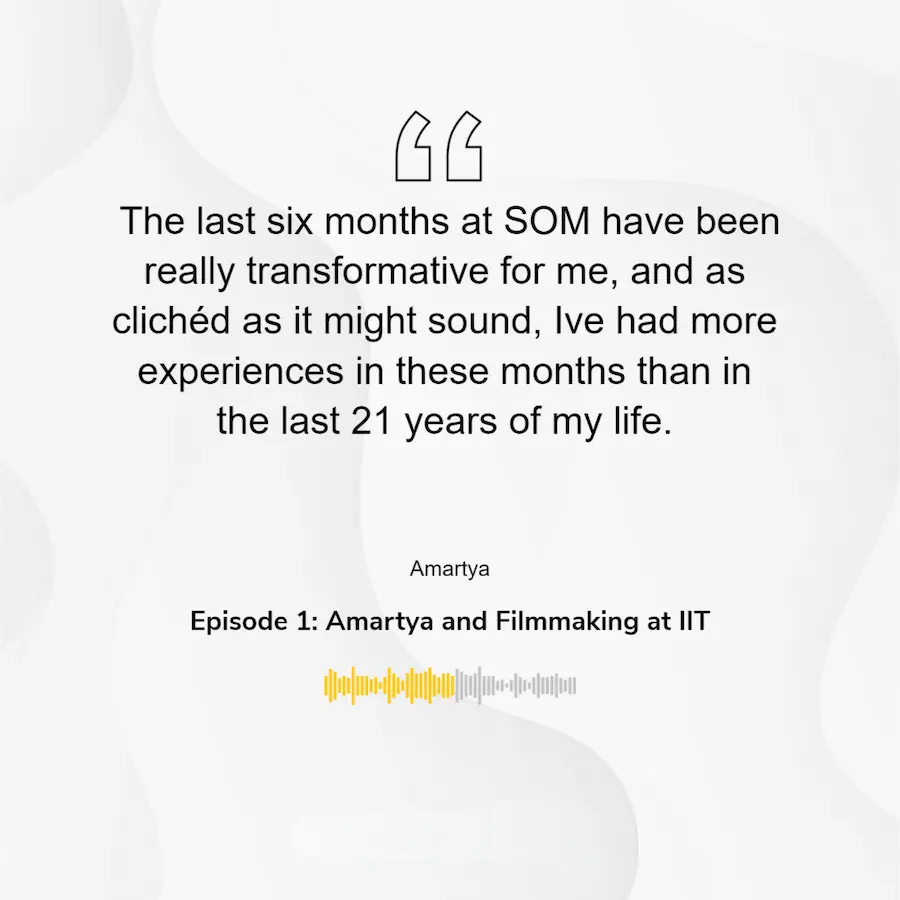 The last six months at SOM have been
really transformative for me, and as
clichéd as it might sound, Ive had more
experiences in these months than in
the last 21 years of my life.
Amartya
Episode 1: Amartya and Filmmaking at IIT